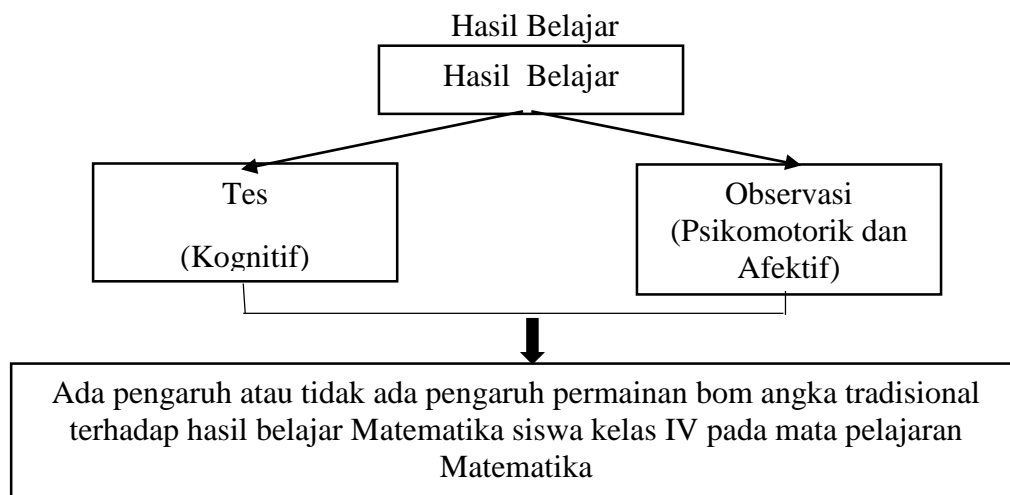 Hasil Belajar
Hasil Belajar
Tes
(Kognitif)
Observasi
(Psikomotorik dan
Afektif)
Ada pengaruh atau tidak ada pengaruh permainan bom angka tradisional
terhadap hasil belajar Matematika siswa kelas IV pada mata pelajaran
Matematika